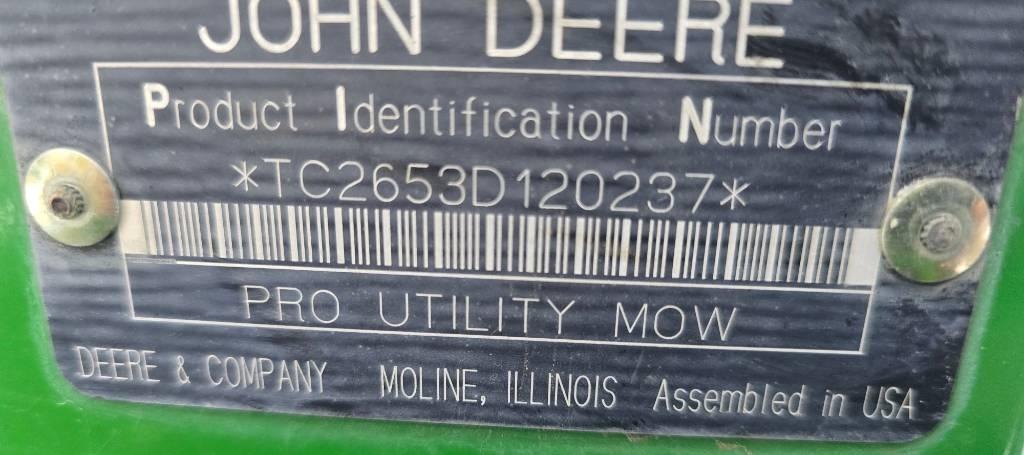 JOHN DEERE
Product Identification Number
*TC2653D120237*
PRO UTILITY MOW
DEERE & COMPANY MOLINE, ILLINOIS Assembled in USA